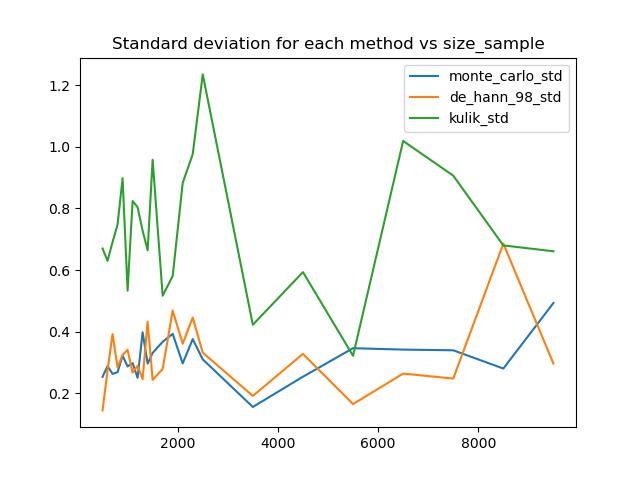 Standard deviation for each method vs size_sample
monte_carlo_std
de_hann_98_std
kulik_std
1.2
1.0
0.8
0.6
0.4
0.2
2000 4000 6000 8000